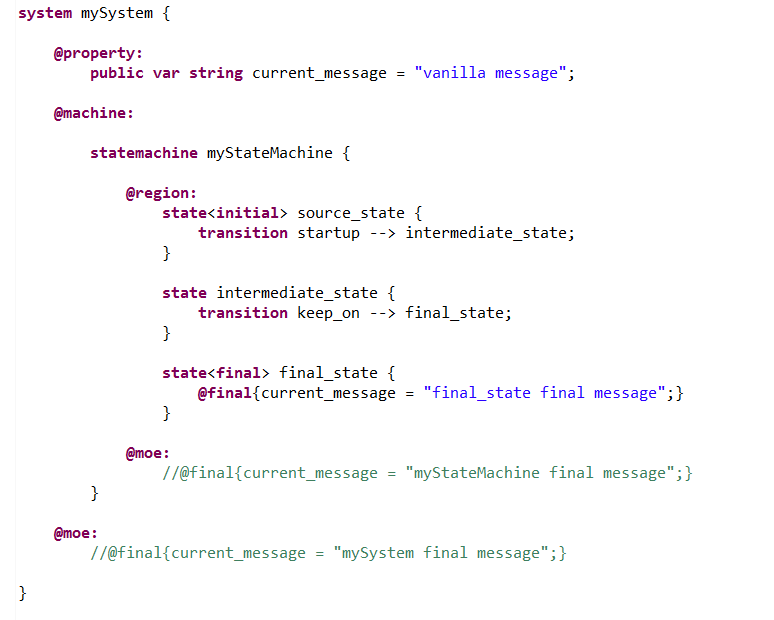 system mySystem {
@property:
public var string current_message = "vanilla message";
@machine:
statemachine myStateMachine {
@region:
state<initial> source_state {
transition startup --> intermediate_state;
}
state intermediate_state {
transition keep_on --> final_state;
}
state<final> final_state {
@final{current_message = "final_state final message";}
}
@moe:
//@final{current_message = "myStateMachine final message";}
}
@moe:
//@final{current_message = "mySystem final message";}
}